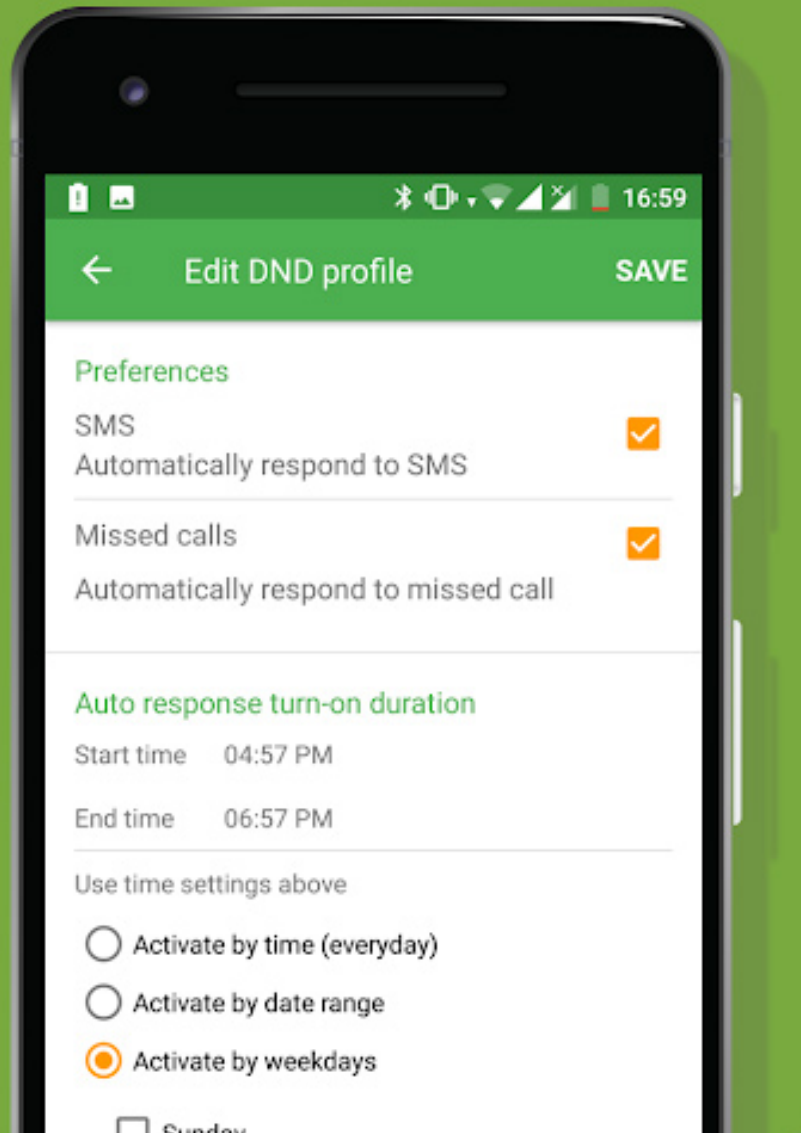 16:59
Edit DND profile
SAVE
Preferences
SMS
Automatically respond to SMS
Missed calls
Automatically respond to missed call
Auto response turn-on duration
Start time 04:57 PM
End time 06:57 PM
Use time settings above
Activate by time (everyday)
Activate by date range
Activate by weekdays
Sunday